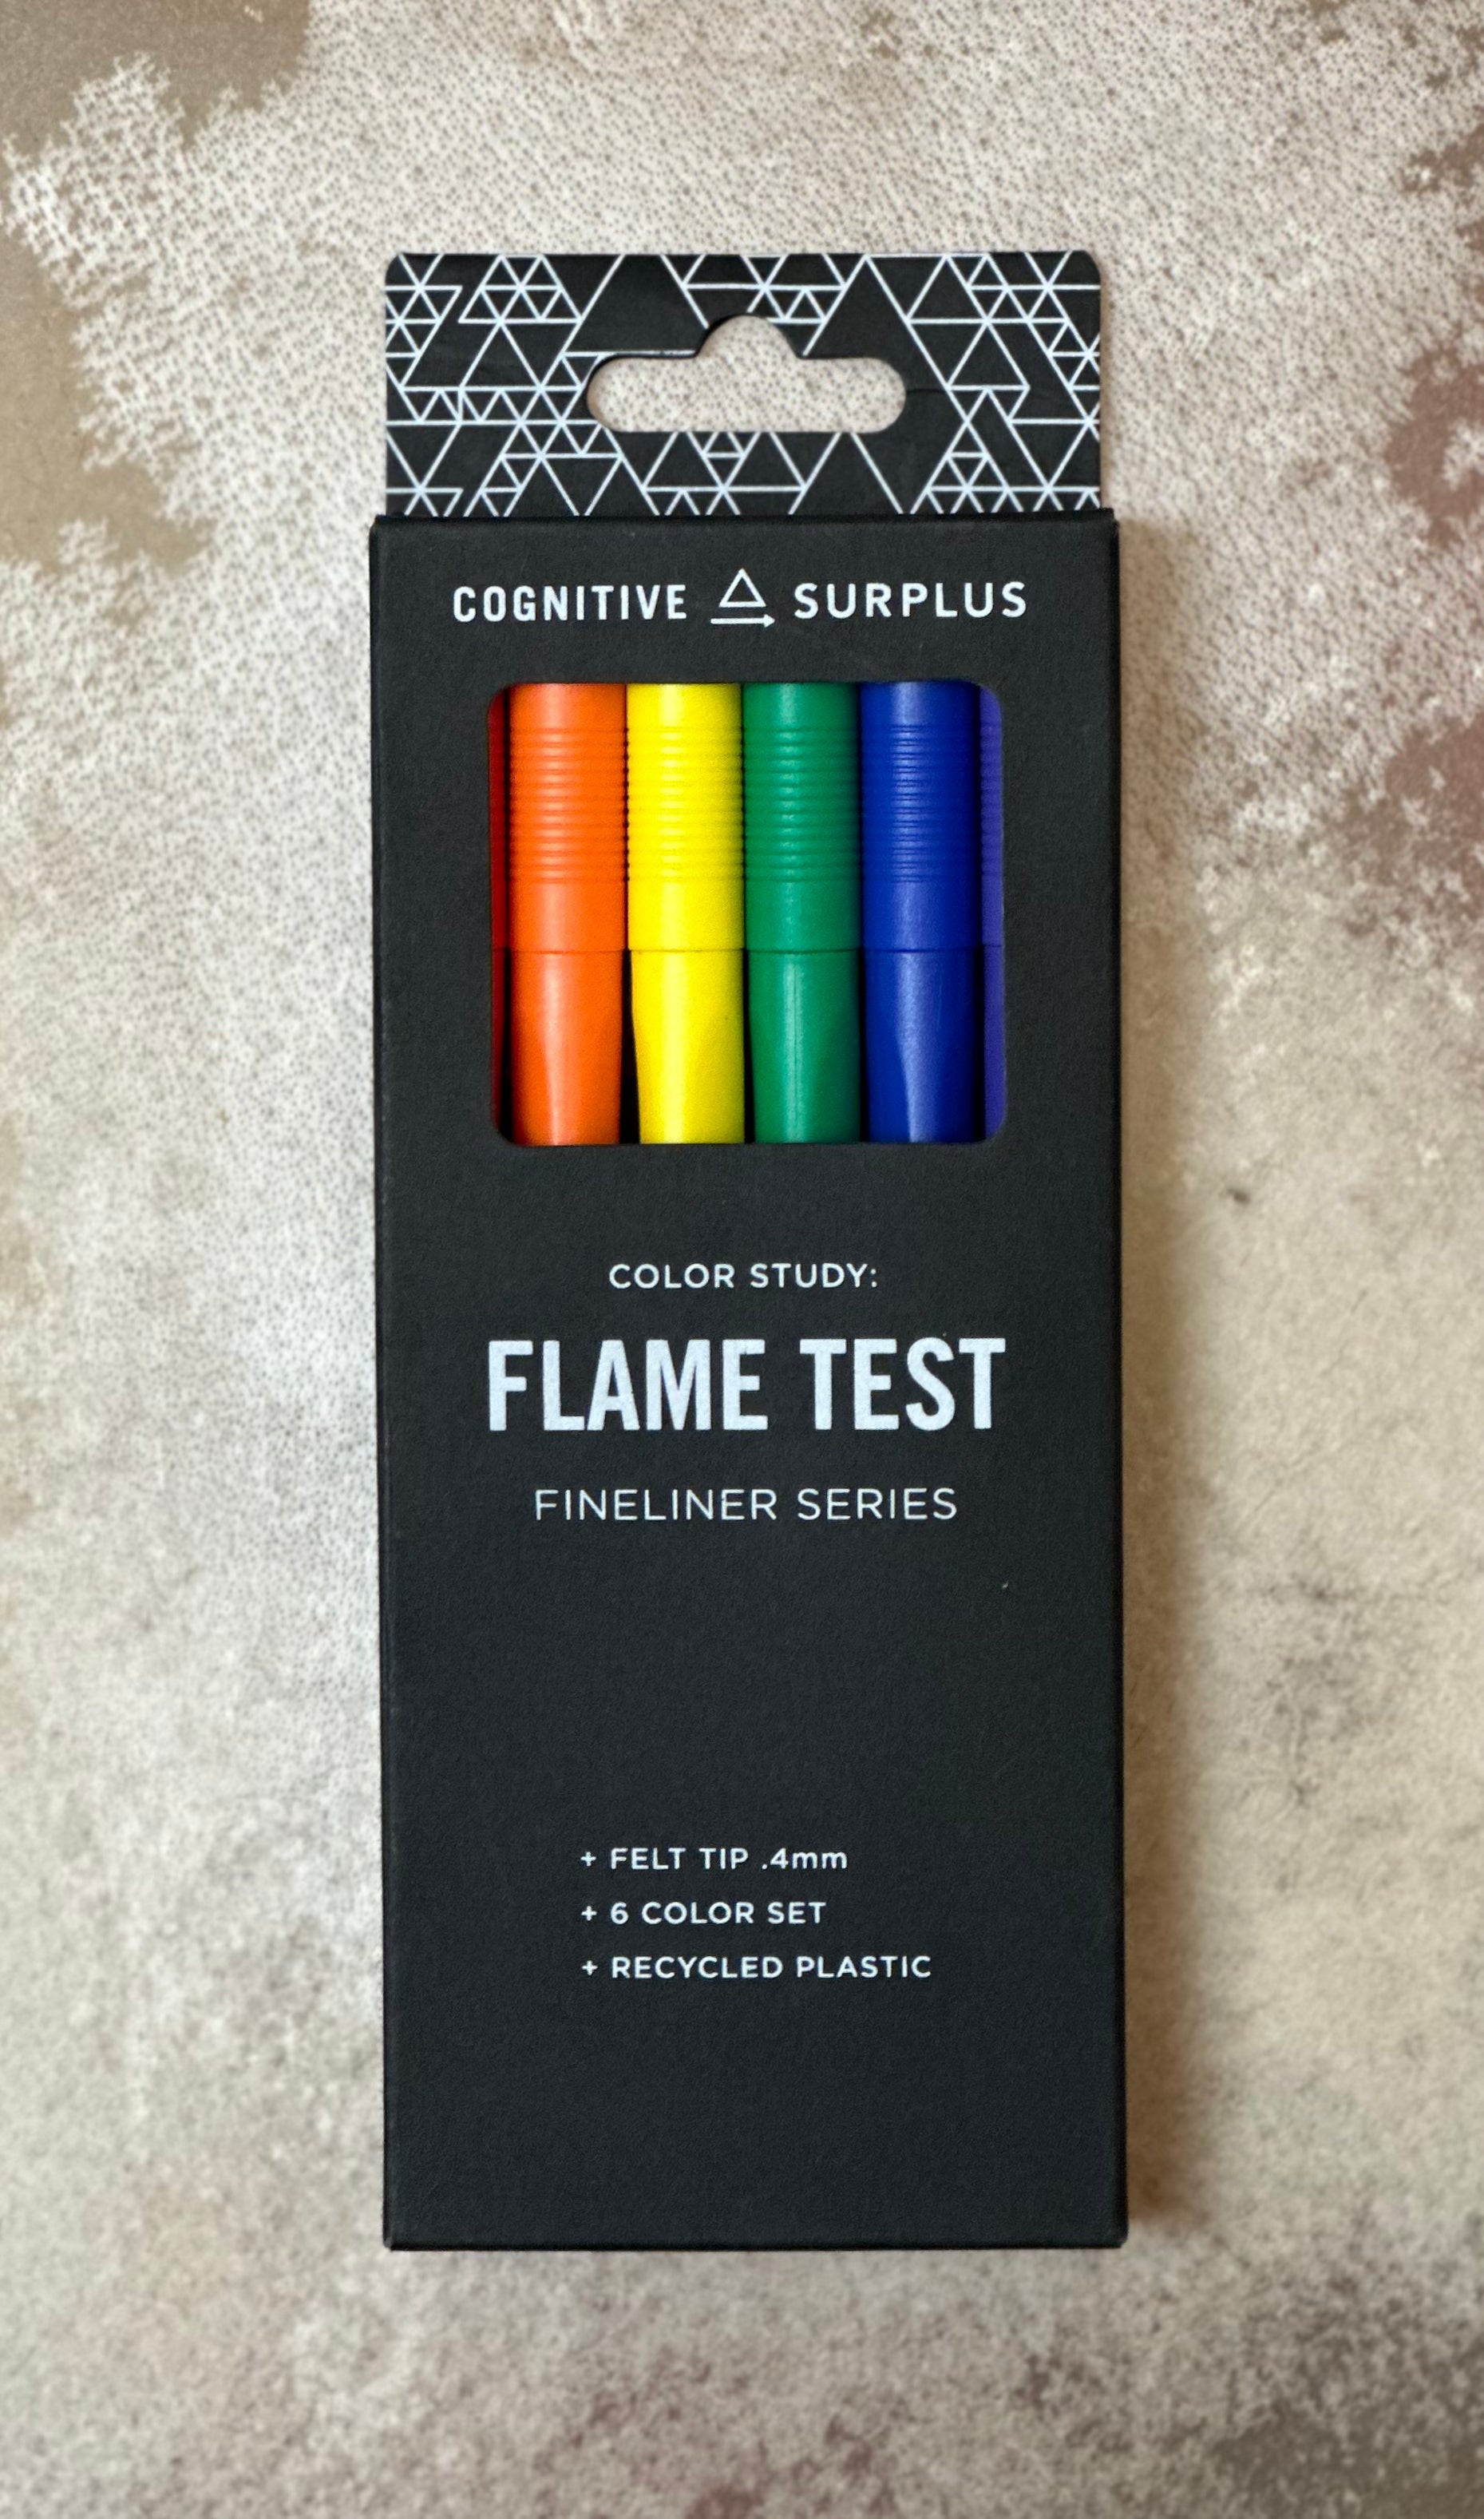 COGNITIVE SURPLUS
COLOR STUDY:
FLAME TEST
FINELINER SERIES
+ FELT TIP .4mm
+ 6 COLOR SET
+ RECYCLED PLASTIC